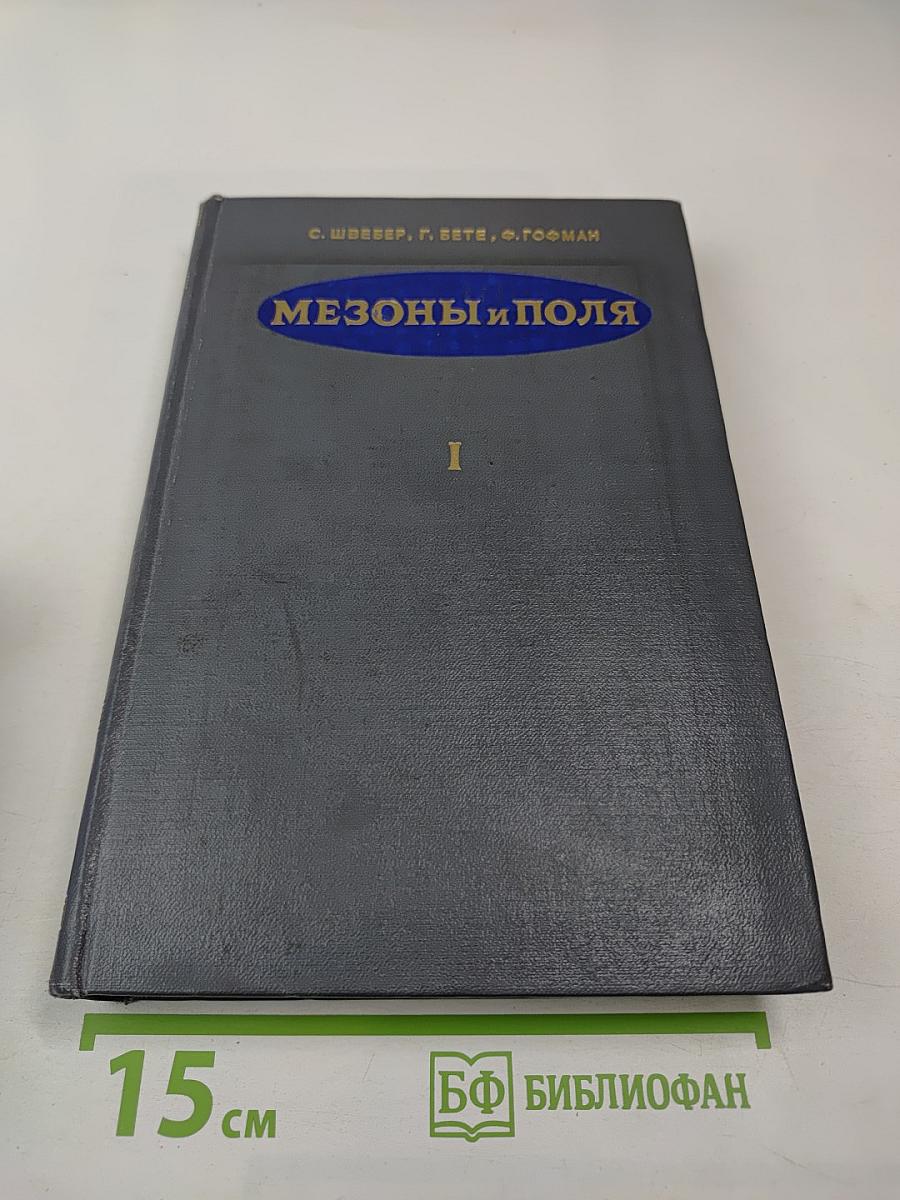 С. ШВЕБЕР, Г. БЕТЕ, Ф. ГОФМАН
МЕЗОНЫ и ПОЛЯ
I
15 см
БФ БИБЛИОФАН